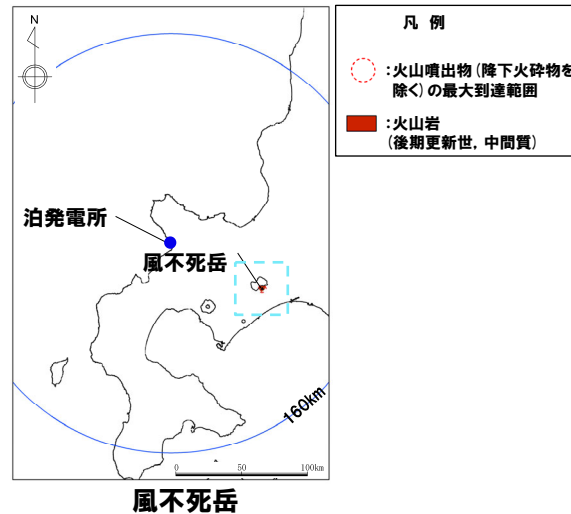 N
泊発電所
風不死岳
160km
0 50 100km
風不死岳
凡 例
:火山噴出物(降下火砕物を
除く)の最大到達範囲
:火山岩
(後期更新世, 中間質)